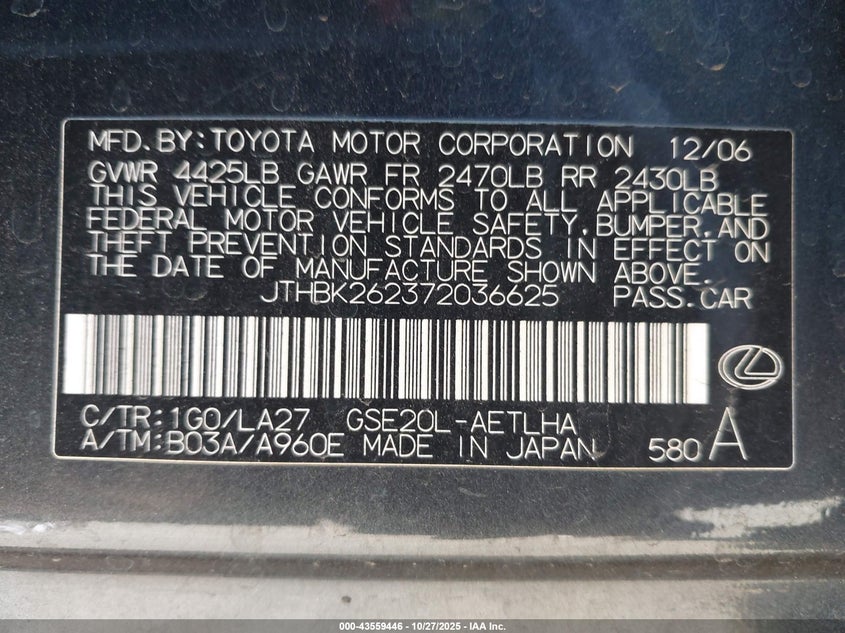 MFD.BY:TOYOTA MOTOR CORPORATION 12/06
GVWR 4425LB GAWR FR 2470LB RR 2430LB
THIS VEHICLE CONFORMS TO ALL APPLICABLE
FEDERAL MOTOR VEHICLE SAFETY,BUMPER,AND
THEFT PREVENTION STANDARDS IN EFFECT ON
THE DATE OF MANUFACTURE SHOWN ABOVE.
JTHBK262372036625 PASS.CAR
C/TR:1G0/LA27 GSE20L-AETLHA
A/TM:B03A/A960E MADE IN JAPAN 580 A
000-43559446 - 10/27/2025 - IAA Inc.